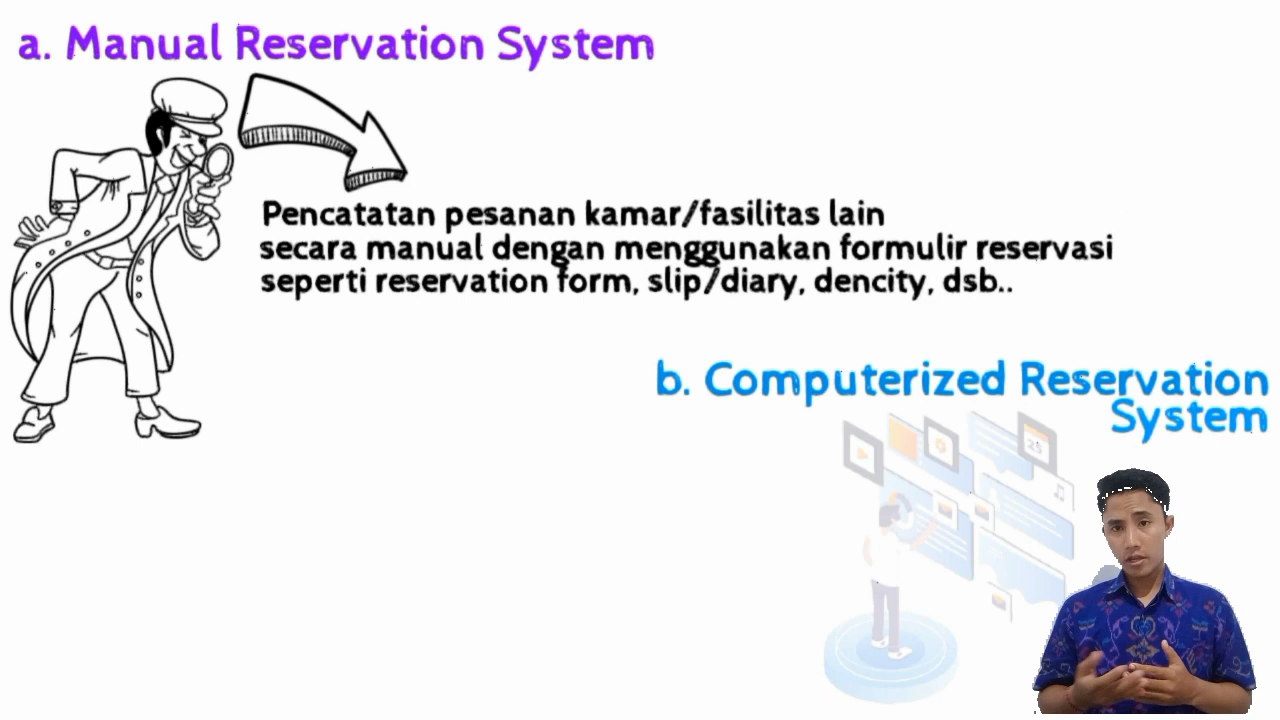 a. Manual Reservation System
Pencatatan pesanan kamar/fasilitas lain
secara manual dengan menggunakan formulir reservasi
seperti reservation form, slip/diary, dencity, dsb..
b. Computerized Reservation
System
25